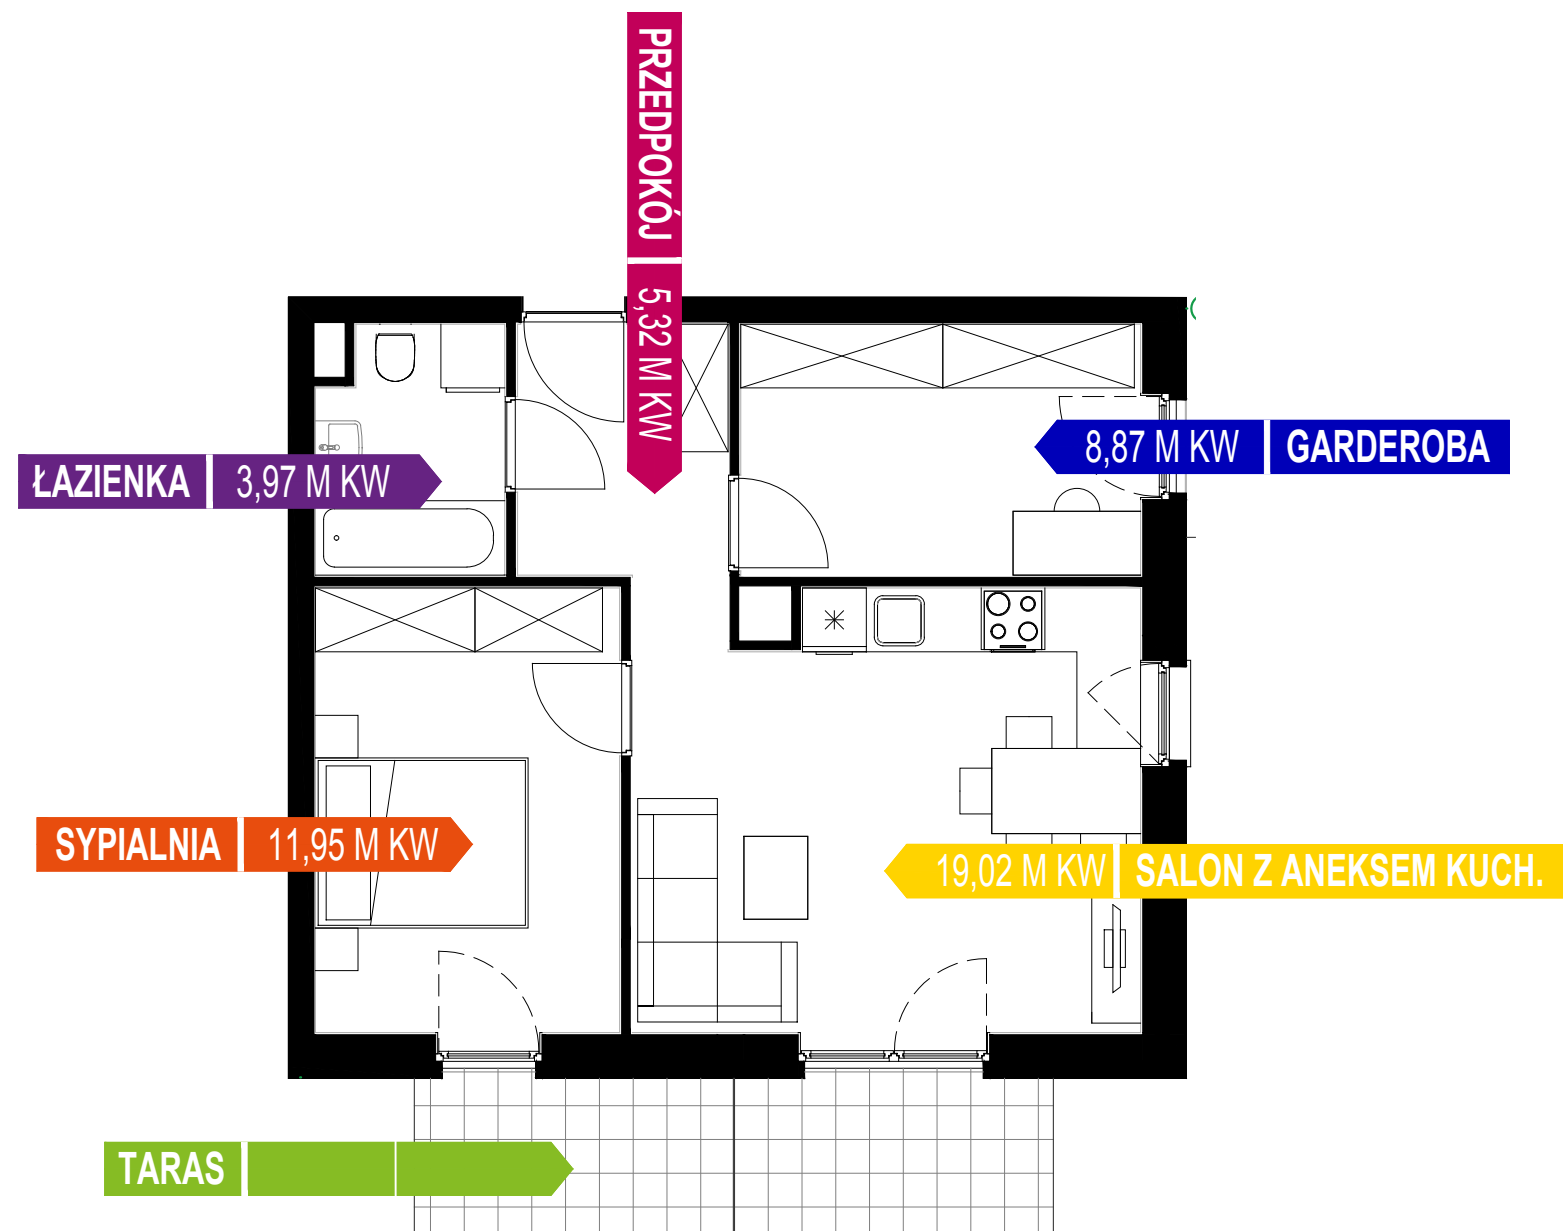 PRZEDPOKÓJ 5,32 M KW
8,87 M KW GARDEROBA
ŁAZIENKA 3,97 M KW
SYPIALNIA 11,95 M KW
19,02 M KW SALON Z ANEKSEM KUCH.
TARAS